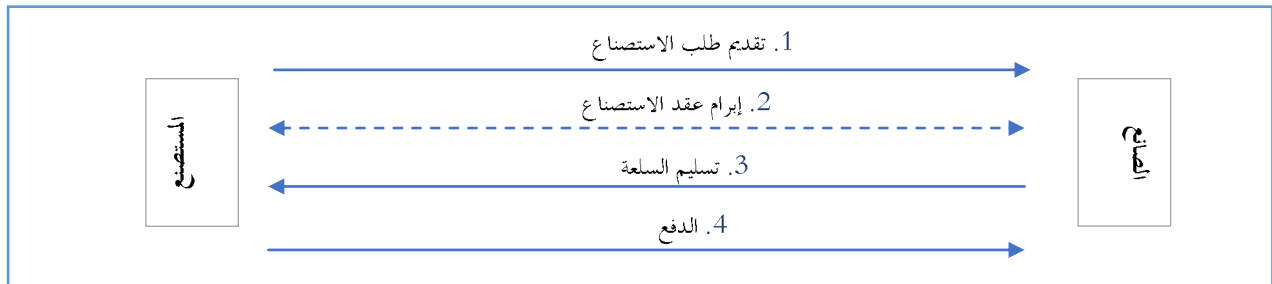 1. تقديم طلب الاستصناع
2. إبرام عقد الاستصناع
3. تسليم السلعة
4. الدفع
الصانع
المستصنع